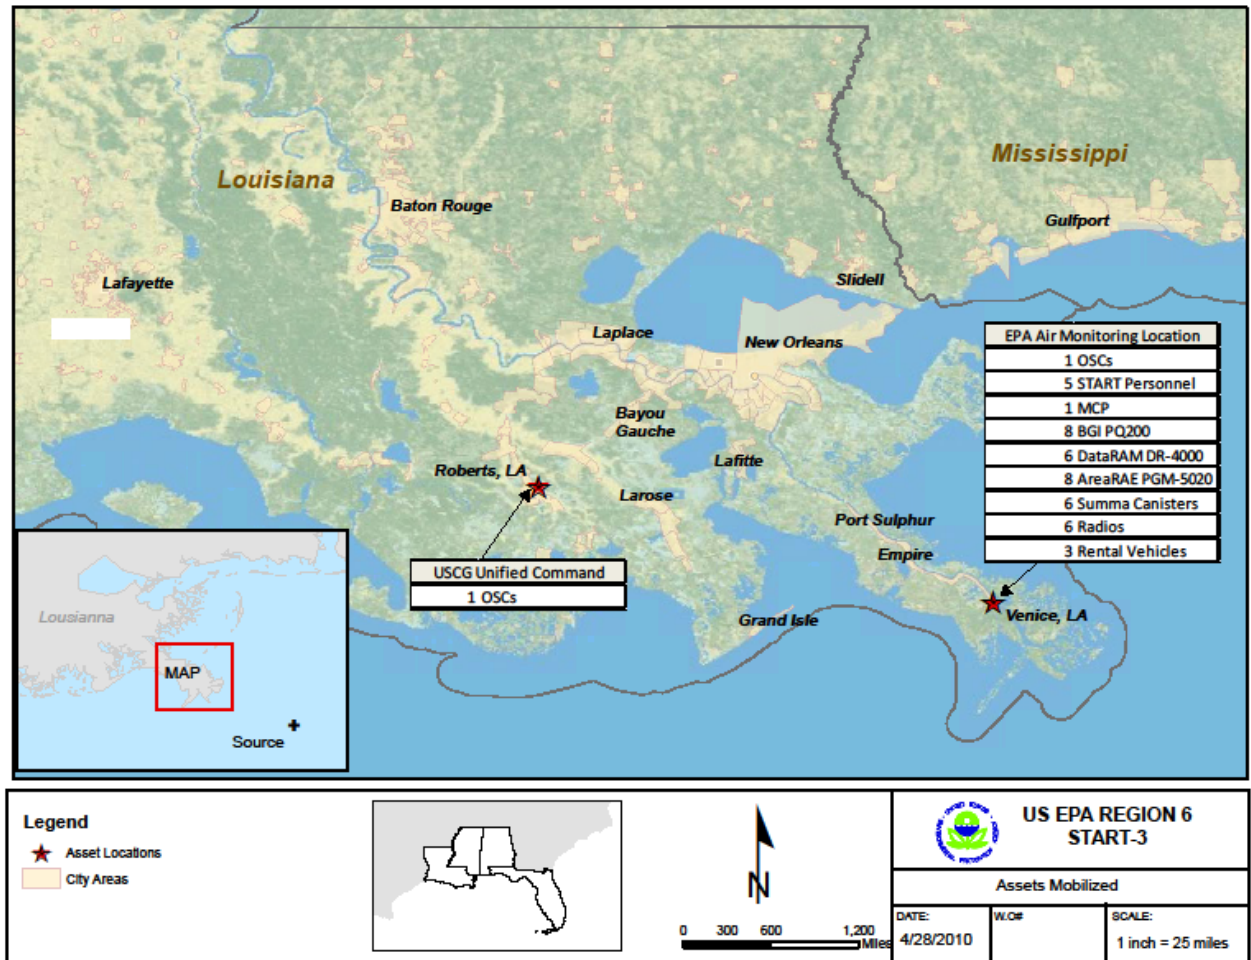 Louisiana
Mississippi
Baton Rouge
Gulfport
Lafayette
Slidell
Laplace
New Orleans
EPA Air Monitoring Location
1 OSCs
5 START Personnel
1 MCP
8 BGI PQ200
6 DataRAM DR-4000
8 AreaRAE PGM-5020
6 Summa Canisters
6 Radios
3 Rental Vehicles
Bayou
Gauche
Lafitte
Roberts, LA
Larose
Port Sulphur
Empire
USCG Unified Command
1 OSCs
Grand Isle
Venice, LA
Lousianna
MAP
Source
Legend
Asset Locations
City Areas
N
0 300 600 1,200
Miles
US EPA REGION 6
START-3
Assets Mobilized
DATE:
4/28/2010
W.O#
SCALE:
1 inch = 25 miles